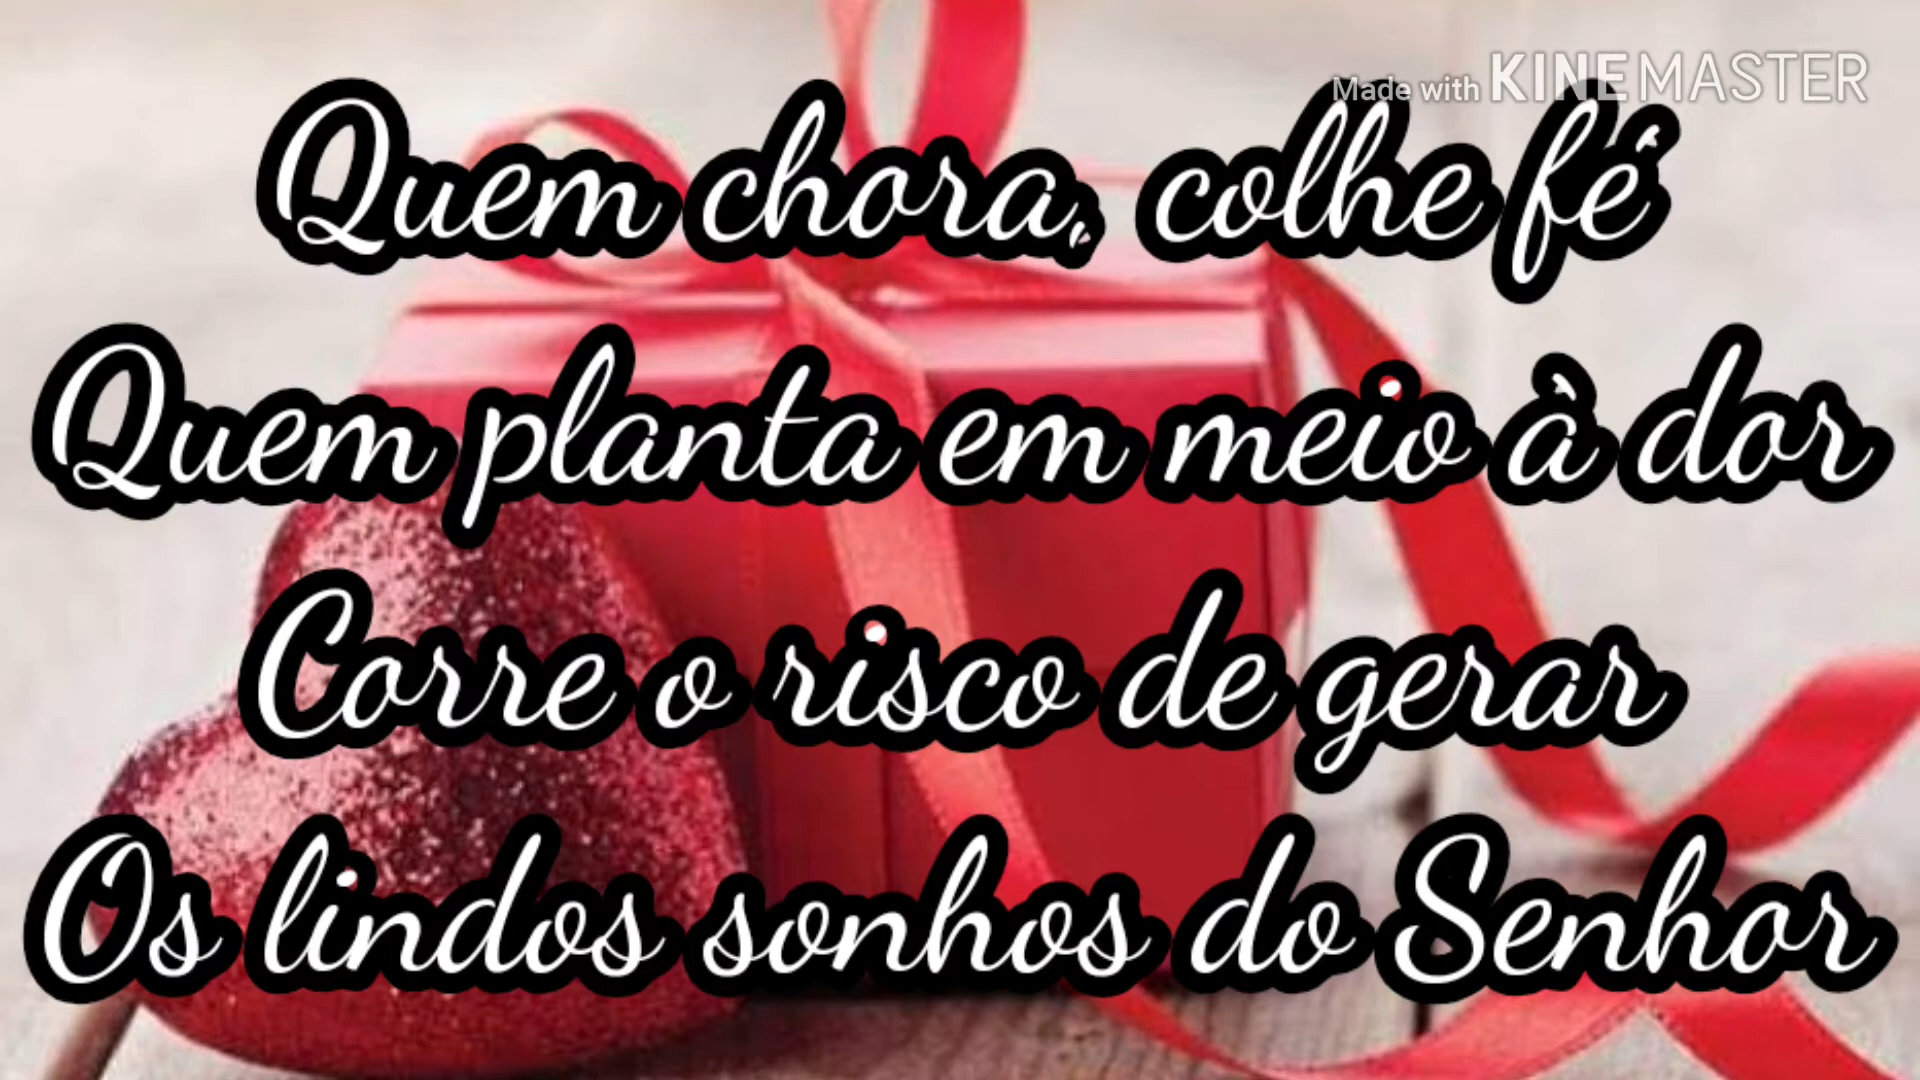 Made with KINEMASTER
Quem chora, colhe fé
Quem planta em meio à dor
Corre o risco de gerar
Os lindos sonhos do Senhor